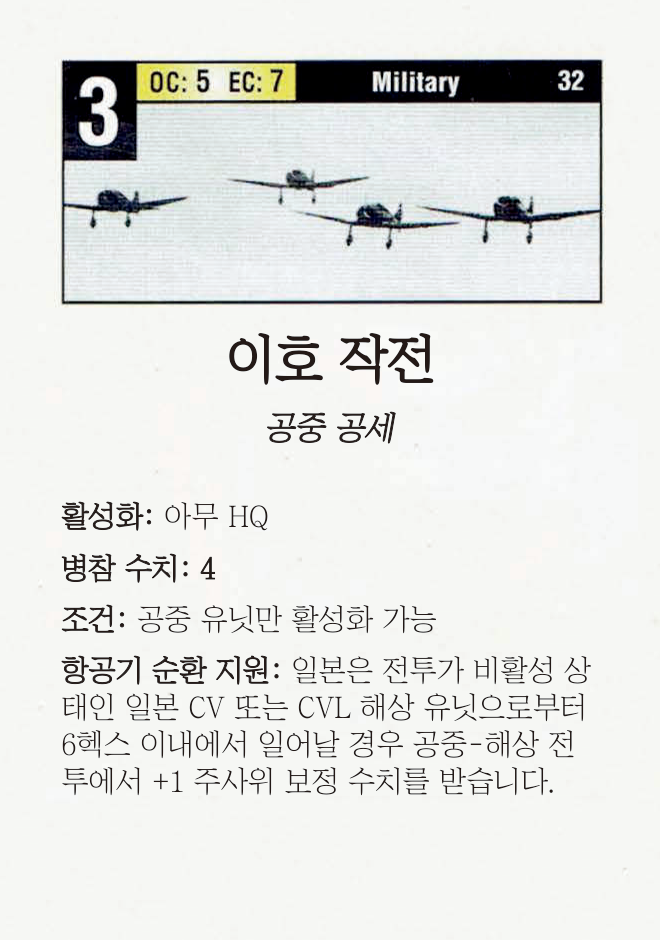 3 OC: 5 EC: 7 Military 32
이호 작전
공중 공세
활성화: 아무 HQ
병참 수치: 4
조건: 공중 유닛만 활성화 가능
항공기 순환 지원: 일본은 전투가 비활성 상
태인 일본 CV 또는 CVL 해상 유닛으로부터
6헥스 이내에서 일어날 경우 공중-해상 전
투에서 +1 주사위 보정 수치를 받습니다.